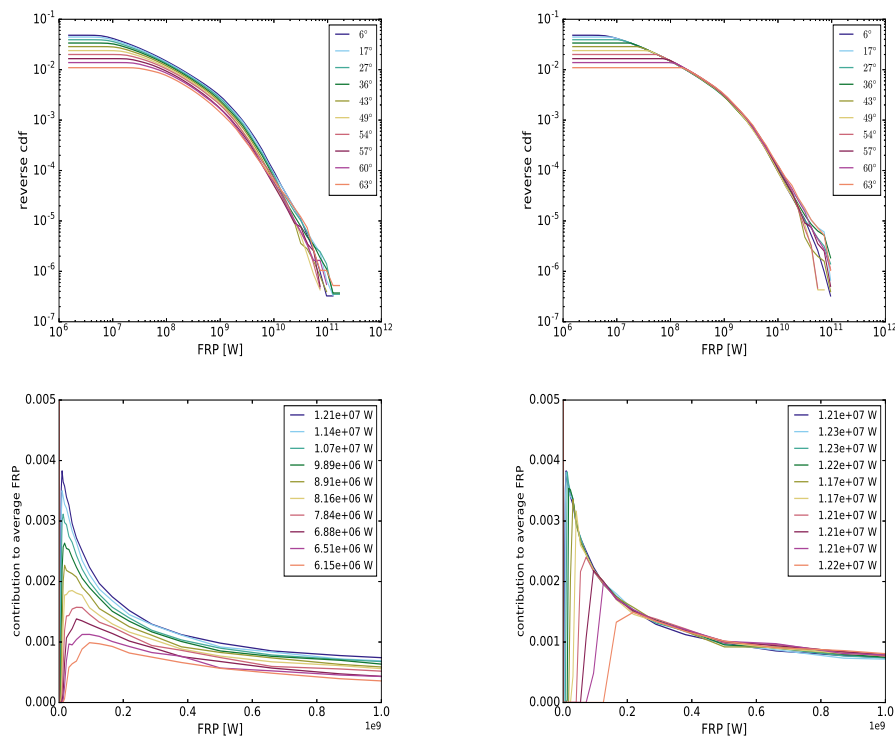 10^-1
10^-2
10^-3
10^-4
10^-5
10^-6
10^-7
reverse cdf
10^6 10^7 10^8 10^9 10^10 10^11 10^12
FRP [W]
6°
17°
27°
36°
43°
49°
54°
57°
60°
63°
10^-1
10^-2
10^-3
10^-4
10^-5
10^-6
10^-7
reverse cdf
10^6 10^7 10^8 10^9 10^10 10^11 10^12
FRP [W]
6°
17°
27°
36°
43°
49°
54°
57°
60°
63°
0.005
0.004
0.003
0.002
0.001
0.000
contribution to average FRP
0.0 0.2 0.4 0.6 0.8 1.0
1e9
FRP [W]
1.21e+07 W
1.14e+07 W
1.07e+07 W
9.89e+06 W
8.91e+06 W
8.16e+06 W
7.84e+06 W
6.88e+06 W
6.51e+06 W
6.15e+06 W
0.005
0.004
0.003
0.002
0.001
0.000
contribution to average FRP
0.0 0.2 0.4 0.6 0.8 1.0
1e9
FRP [W]
1.21e+07 W
1.23e+07 W
1.23e+07 W
1.22e+07 W
1.17e+07 W
1.17e+07 W
1.21e+07 W
1.21e+07 W
1.21e+07 W
1.22e+07 W